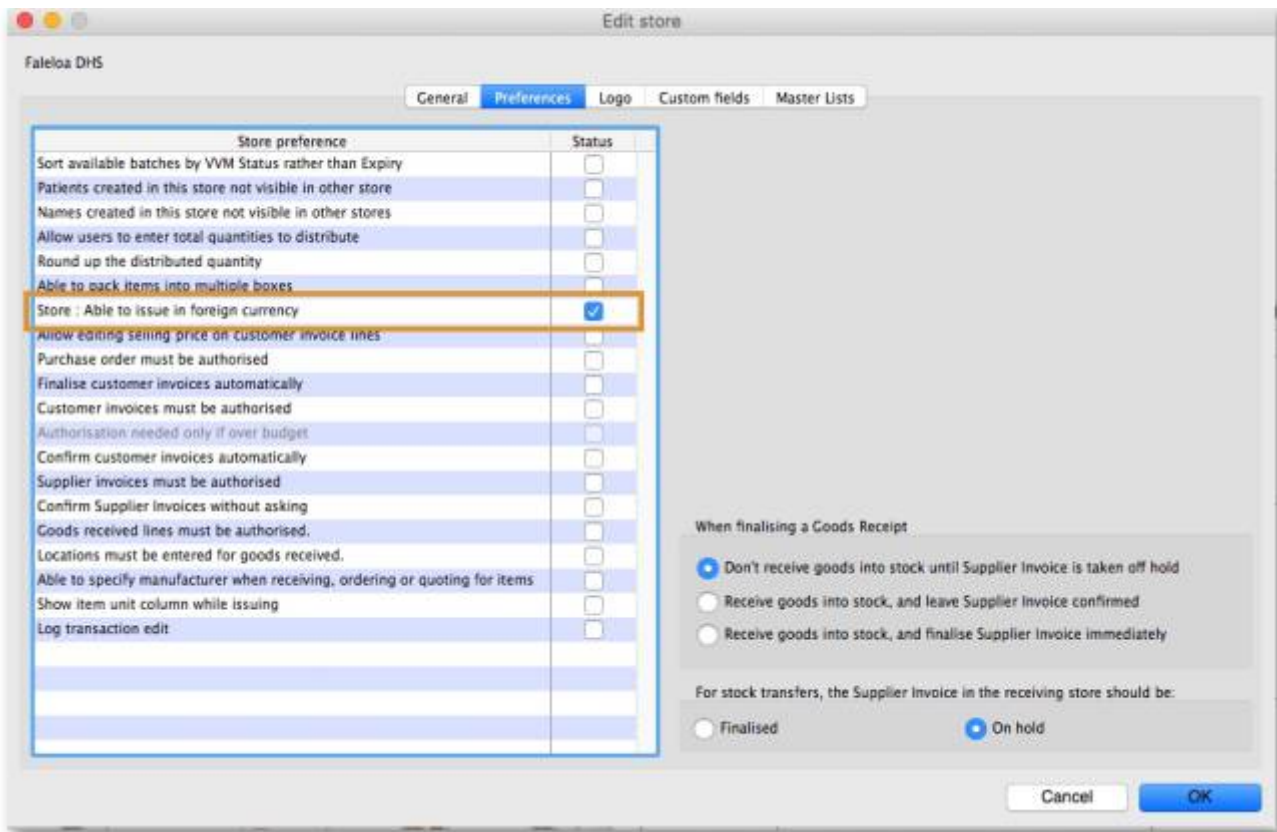 Edit store
Faleloa DHS
General Preferences Logo Custom fields Master Lists
Store preference Status
Sort available batches by VVM Status rather than Expiry
Patients created in this store not visible in other store
Names created in this store not visible in other stores
Allow users to enter total quantities to distribute
Round up the distributed quantity
Able to pack items into multiple boxes
Store : Able to issue in foreign currency
Allow editing selling price on customer invoice lines
Purchase order must be authorised
Finalise customer invoices automatically
Customer invoices must be authorised
Authorisation needed only if over budget
Confirm customer invoices automatically
Supplier invoices must be authorised
Confirm Supplier Invoices without asking
Goods received lines must be authorised.
Locations must be entered for goods received.
Able to specify manufacturer when receiving, ordering or quoting for items
Show item unit column while issuing
Log transaction edit
When finalising a Goods Receipt
Don't receive goods into stock until Supplier Invoice is taken off hold
Receive goods into stock, and leave Supplier Invoice confirmed
Receive goods into stock, and finalise Supplier Invoice immediately
For stock transfers, the Supplier Invoice in the receiving store should be:
Finalised On hold
Cancel OK